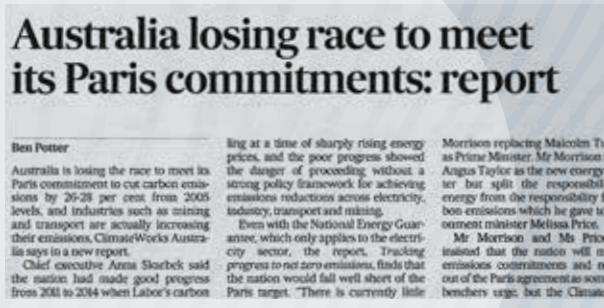 Australia losing race to meet
its Paris commitments: report
Ben Potter
Australia is losing the race to meet its
Paris commitment to cut carbon emis-
sions by 26-28 per cent from 2005
levels, and industries such as mining
and transport are actually increasing
their emissions, ClimateWorks Austra-
lia says in a new report.
Chief executive Anna Skarbek said
the nation had made good progress
from 2011 to 2014 when Labor's carbon
ling at a time of sharply rising energy
prices, and the poor progress showed
the danger of proceeding without a
strong policy framework for achieving
emissions reductions across electricity,
industry, transport and mining.
Even with the National Energy Guar-
antee, which only applies to the electri-
city sector, the report, Tracking
progress to net zero emissions, finds that
the nation would fall well short of the
Paris target. "There is currently little
Morrison replacing Malcolm Tu
as Prime Minister. Mr Morrison
Angus Taylor as the new energy
ter but split the responsibil
energy from the responsibility f
bon emissions which he gave to
onment minister Melissa Price.
Mr Morrison and Ms Price
insisted that the nation will m
emissions commitments and n
out of the Paris agreement as som
benchers urge, but the Climat